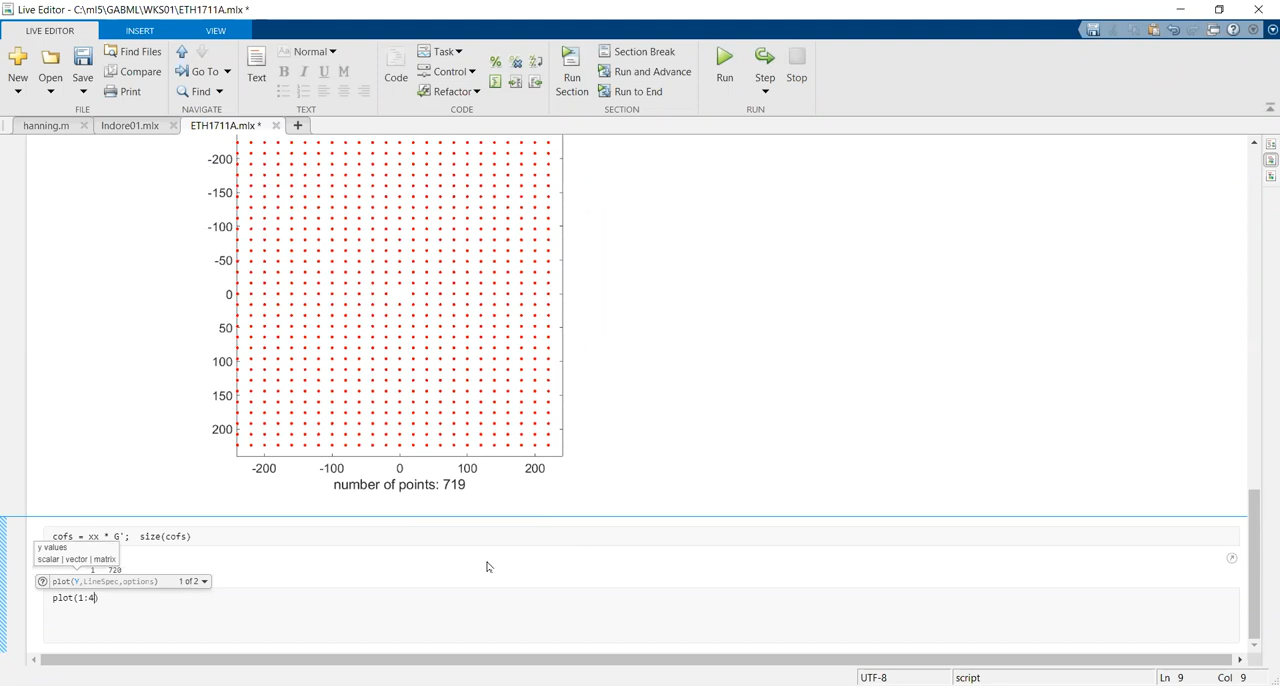 Live Editor - C:\ml5\GABML\WKS01\ETH1711A.mlx *
LIVE EDITOR INSERT VIEW
New Open Save Find Files Compare Print
FILE
Go To Find
NAVIGATE
Text Normal B I U M
TEXT
Code Task Control Refactor
CODE
Run Section Section Break Run and Advance Run to End
SECTION
Run Step Stop
RUN
hanning.m Indore01.mlx ETH1711A.mlx *
-200
-150
-100
-50
0
50
100
150
200
-200 -100 0 100 200
number of points: 719
cofs = xx * G'; size(cofs)
y values
scalar | vector | matrix
1 720
plot(Y,LineSpec,options) 1 of 2
plot(1:4)
UTF-8 script Ln 9 Col 9